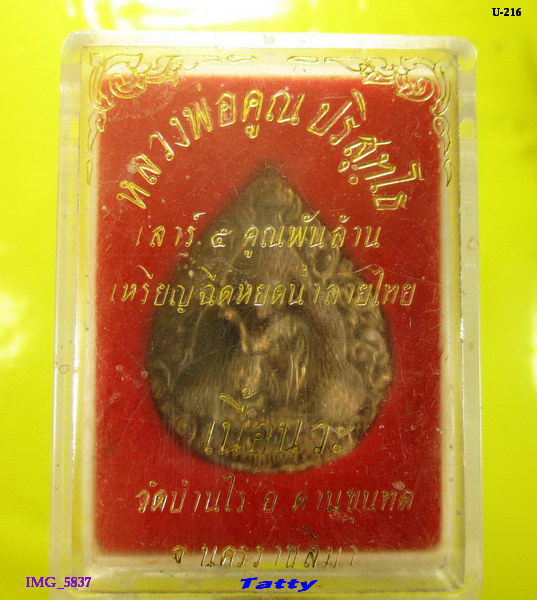 U-216
หลวงพ่อคูณ ปริสุทโธ
เสาร์ ๕ คูณพันล้าน
เหรียญฉีดหยดน้ำลายไทย
เนื้อนวะ
วัดบ้านไร่ อ.ด่านขุนทด
จ.นครราชสีมา
IMG_5837
Tatty